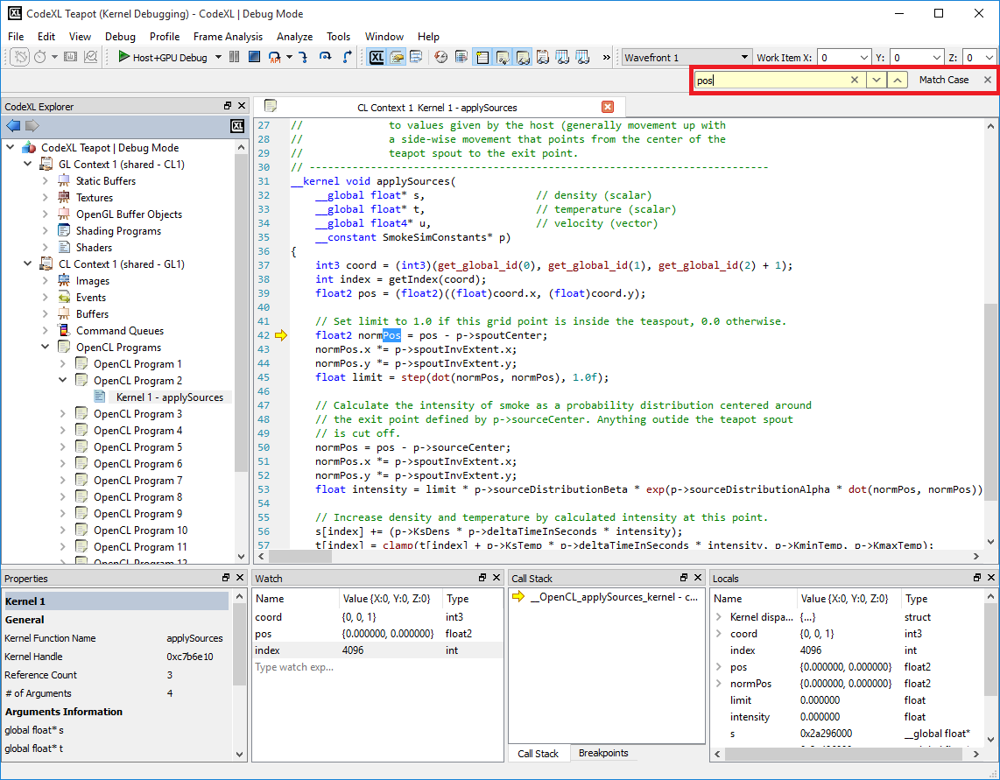 CodeXL Teapot (Kernel Debugging) - CodeXL | Debug Mode
File Edit View Debug Profile Frame Analysis Analyze Tools Window Help
Host+GPU Debug XL Wavefront 1 Work Item X: 0 Y: 0 Z: 0
pos Match Case
CodeXL Explorer
CodeXL Teapot | Debug Mode
GL Context 1 (shared - CL1)
Static Buffers
Textures
OpenGL Buffer Objects
Shading Programs
Shaders
CL Context 1 (shared - GL1)
Images
Events
Buffers
Command Queues
OpenCL Programs
OpenCL Program 1
OpenCL Program 2
Kernel 1 - applySources
OpenCL Program 3
OpenCL Program 4
OpenCL Program 5
OpenCL Program 6
OpenCL Program 7
OpenCL Program 8
OpenCL Program 9
OpenCL Program 10
OpenCL Program 11
OpenCL Program 12
CL Context 1 Kernel 1 - applySources
27 // to values given by the host (generally movement up with
28 // a side-wise movement that points from the center of the
29 // teapot spout to the exit point.
30 // ---------------------------------------------------------------------------
31 __kernel void applySources(
32 __global float* s, // density (scalar)
33 __global float* t, // temperature (scalar)
34 __global float4* u, // velocity (vector)
35 __constant SmokeSimConstants* p)
36 {
37 int3 coord = (int3)(get_global_id(0), get_global_id(1), get_global_id(2) + 1);
38 int index = getIndex(coord);
39 float2 pos = (float2)((float)coord.x, (float)coord.y);
40
41 // Set limit to 1.0 if this grid point is inside the teaspout, 0.0 otherwise.
42 float2 normPos = pos - p->spoutCenter;
43 normPos.x *= p->spoutInvExtent.x;
44 normPos.y *= p->spoutInvExtent.y;
45 float limit = step(dot(normPos, normPos), 1.0f);
46
47 // Calculate the intensity of smoke as a probability distribution centered around
48 // the exit point defined by p->sourceCenter. Anything outide the teapot spout
49 // is cut off.
50 normPos = pos - p->sourceCenter;
51 normPos.x *= p->spoutInvExtent.x;
52 normPos.y *= p->spoutInvExtent.y;
53 float intensity = limit * p->sourceDistributionBeta * exp(p->sourceDistributionAlpha * dot(normPos, normPos))
54
55 // Increase density and temperature by calculated intensity at this point.
56 s[index] += (p->KsDens * p->deltaTimeInSeconds * intensity);
57 t[index] = clamp(t[index] + p->KsTemp * p->deltaTimeInSeconds * intensity, p->KminTemp, p->KmaxTemp);
Properties
Kernel 1
General
Kernel Function Name applySources
Kernel Handle 0xc7b6e10
Reference Count 3
# of Arguments 4
Arguments Information
global float* s
global float* t
Watch
Name Value {X:0, Y:0, Z:0} Type
coord {0, 0, 1} int3
pos {0.000000, 0.000000} float2
index 4096 int
Type watch exp...
Call Stack
__OpenCL_applySources_kernel - c...
Call Stack Breakpoints
Locals
Name Value {X:0, Y:0, Z:0} Type
Kernel dispa... {...} struct
coord {0, 0, 1} int3
index 4096 int
pos {0.000000, 0.000000} float2
normPos {0.000000, 0.000000} float2
limit 0.000000 float
intensity 0.000000 float
s 0x2a296000 __global float*